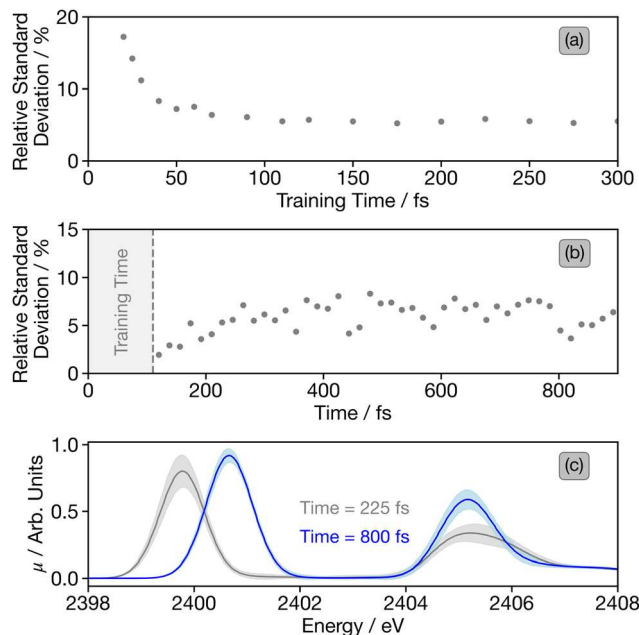 Relative Standard
Deviation / %
20
10
0
(a)
0 50 100 150 200 250 300
Training Time / fs
Relative Standard
Deviation / %
15
10
5
0
Training Time
(b)
0 200 400 600 800
Time / fs
μ / Arb. Units
1.0
0.5
0.0
(c)
Time = 225 fs
Time = 800 fs
2398 2400 2402 2404 2406 2408
Energy / eV